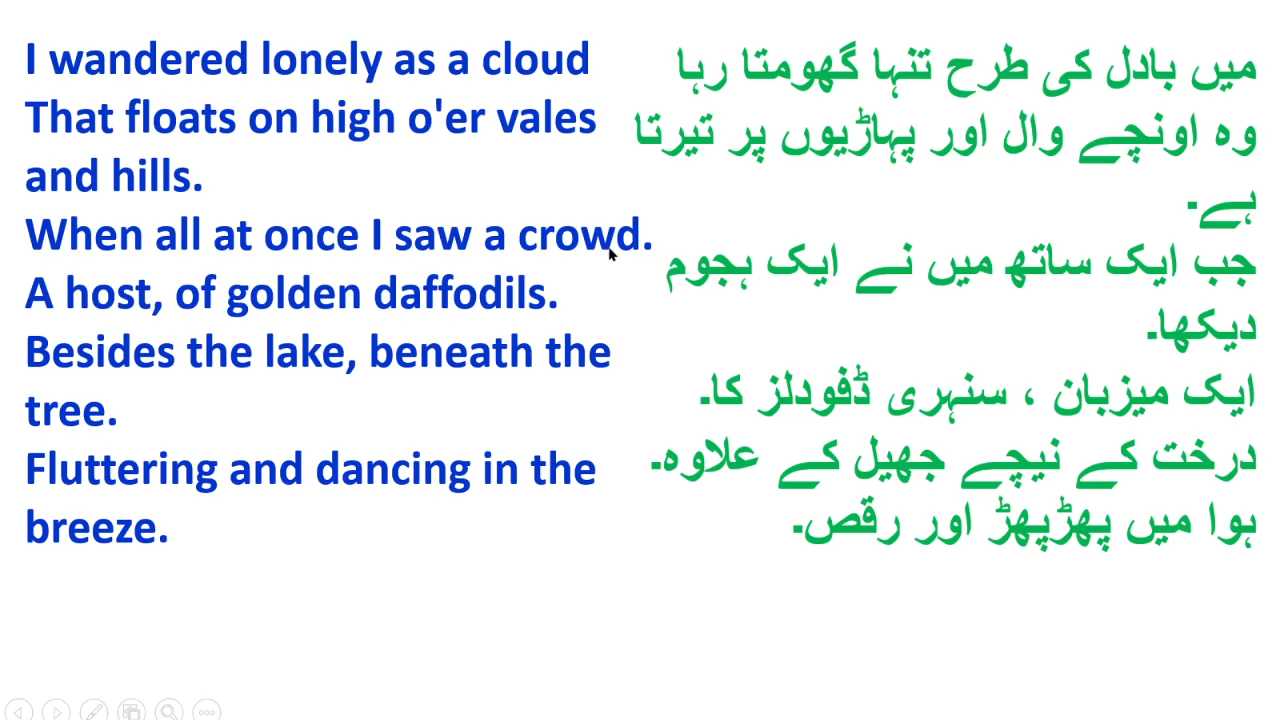 I wandered lonely as a cloud
That floats on high o'er vales
and hills.
When all at once I saw a crowd.
A host, of golden daffodils.
Besides the lake, beneath the
tree.
Fluttering and dancing in the
breeze.
میں بادل کی طرح تنہا گھومتا رہا
وہ اونچے وال اور پہاڑیوں پر تیرتا
ہے۔
جب ایک ساتھ میں نے ایک ہجوم
دیکھا۔
ایک میزبان ، سنہری ڈفودلز کا۔
درخت کے نیچے جھیل کے علاوہ۔
ہوا میں پھڑپھڑ اور رقص۔